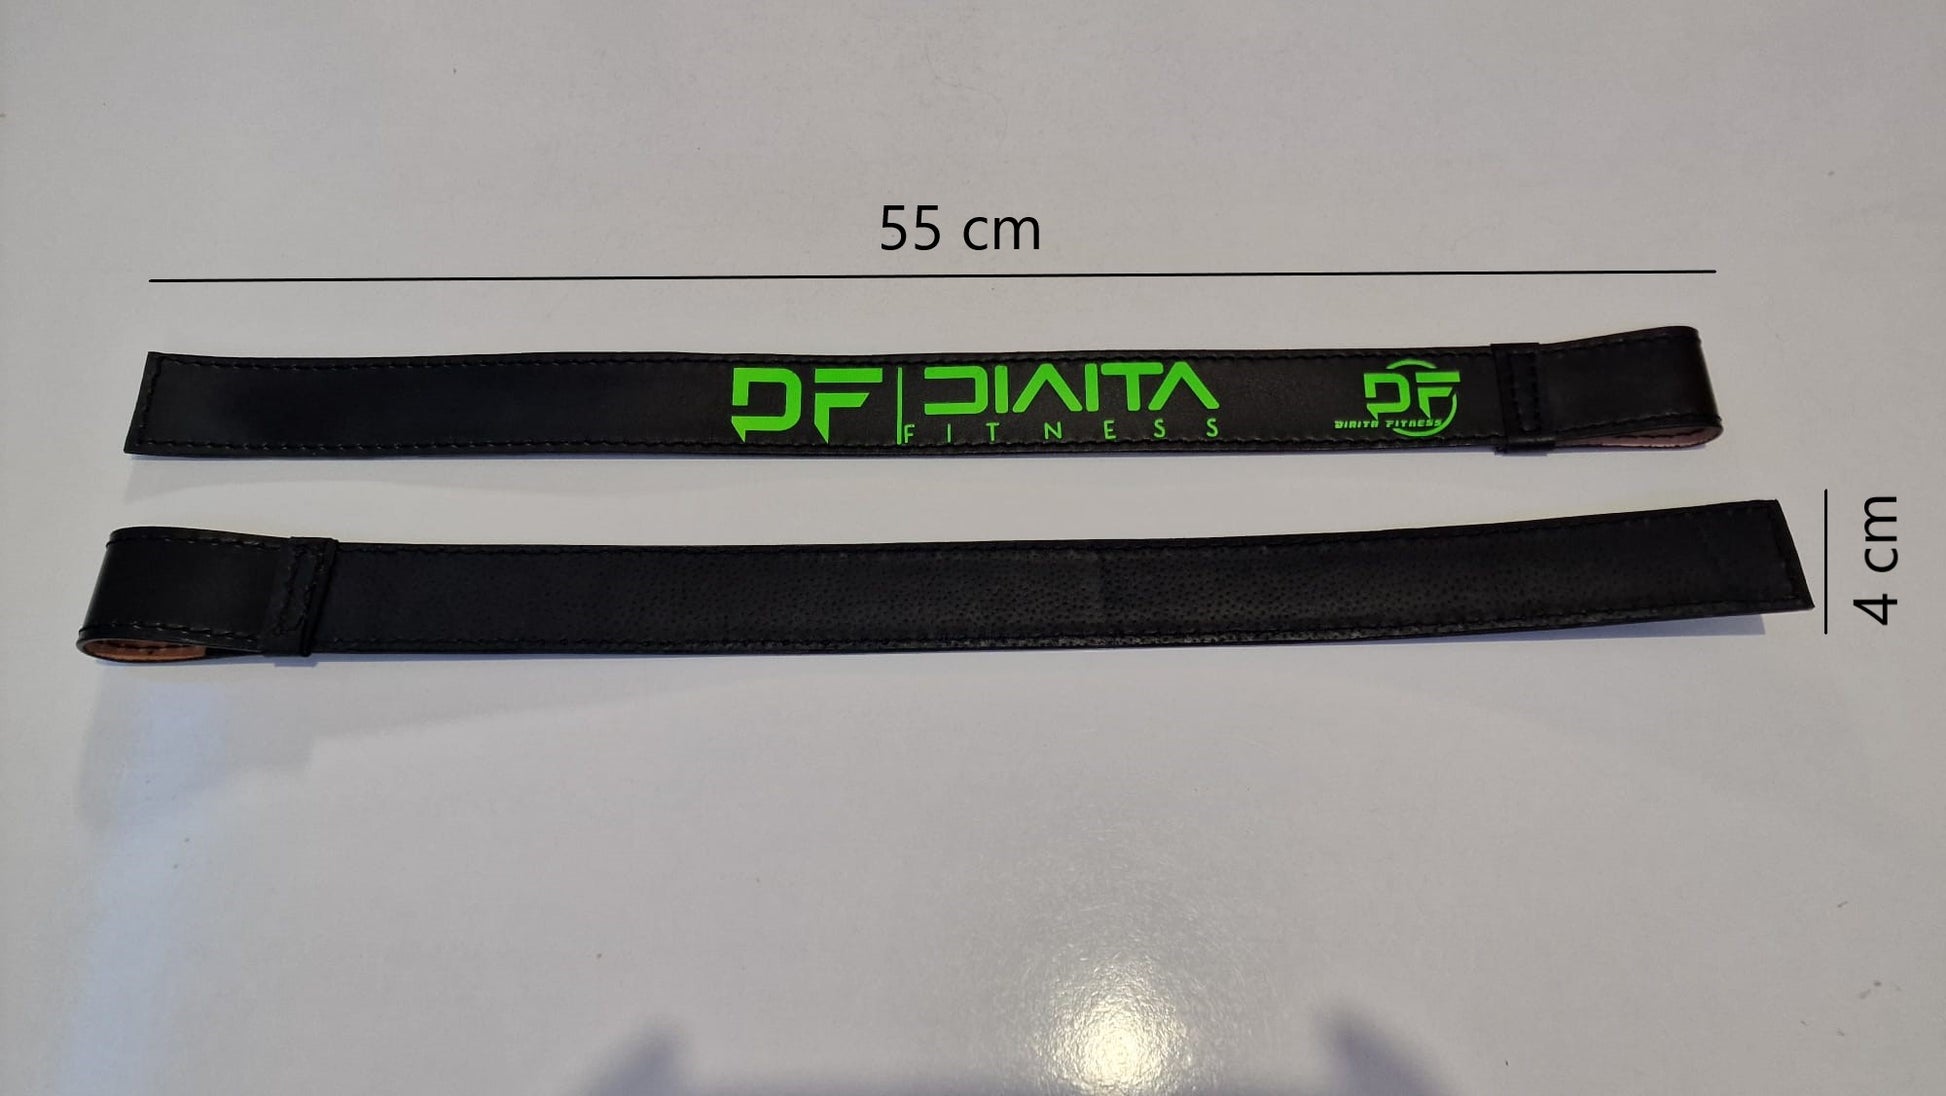 55 cm
DF DIAITA
FITNESS
DF
DIAITA FITNESS
4 cm